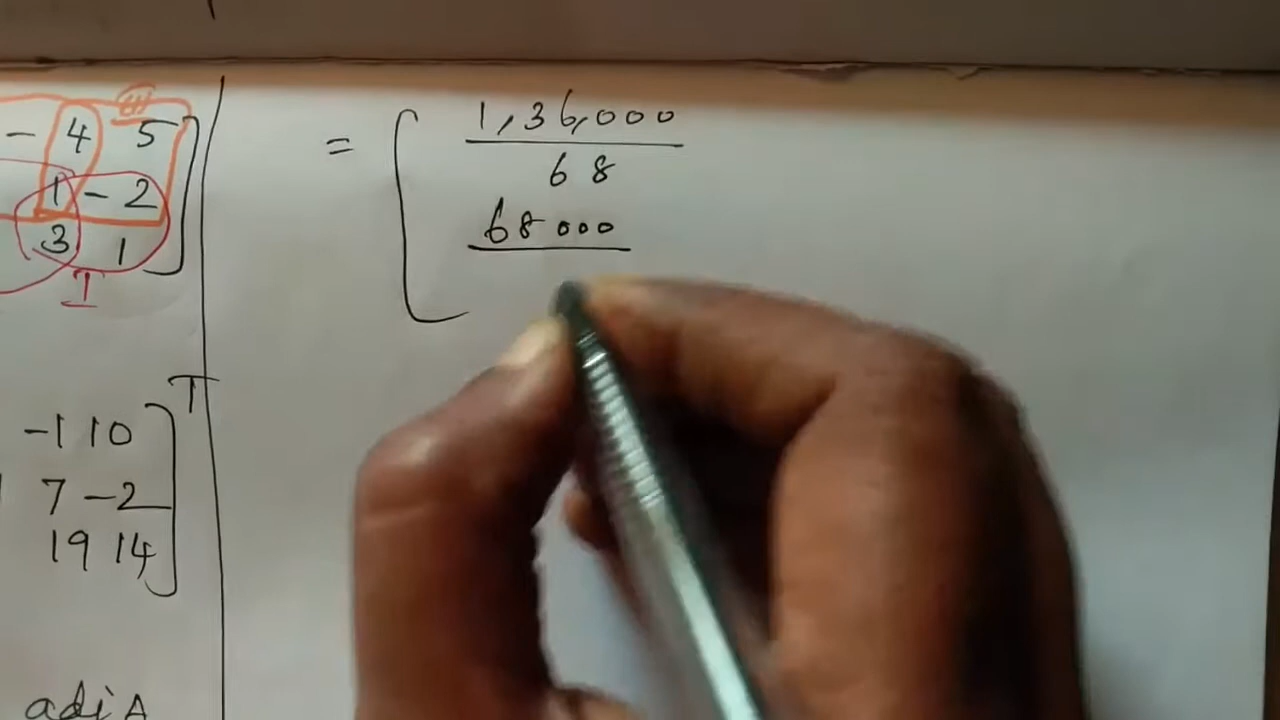 - 4 5
1 - 2
3 1
I
= [ 1,36,000
68
68000
T
-1 10
7 -2
19 14
adj A